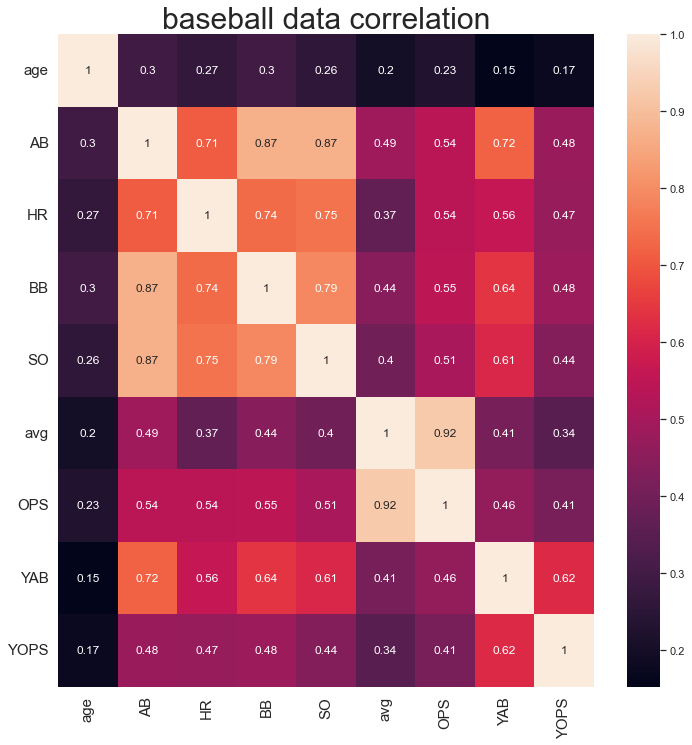 baseball data correlation
age 1 0.3 0.27 0.3 0.26 0.2 0.23 0.15 0.17
AB 0.3 1 0.71 0.87 0.87 0.49 0.54 0.72 0.48
HR 0.27 0.71 1 0.74 0.75 0.37 0.54 0.56 0.47
BB 0.3 0.87 0.74 1 0.79 0.44 0.55 0.64 0.48
SO 0.26 0.87 0.75 0.79 1 0.4 0.51 0.61 0.44
avg 0.2 0.49 0.37 0.44 0.4 1 0.92 0.41 0.34
OPS 0.23 0.54 0.54 0.55 0.51 0.92 1 0.46 0.41
YAB 0.15 0.72 0.56 0.64 0.61 0.41 0.46 1 0.62
YOPS 0.17 0.48 0.47 0.48 0.44 0.34 0.41 0.62 1
age AB HR BB SO avg OPS YAB YOPS
1.0
0.9
0.8
0.7
0.6
0.5
0.4
0.3
0.2